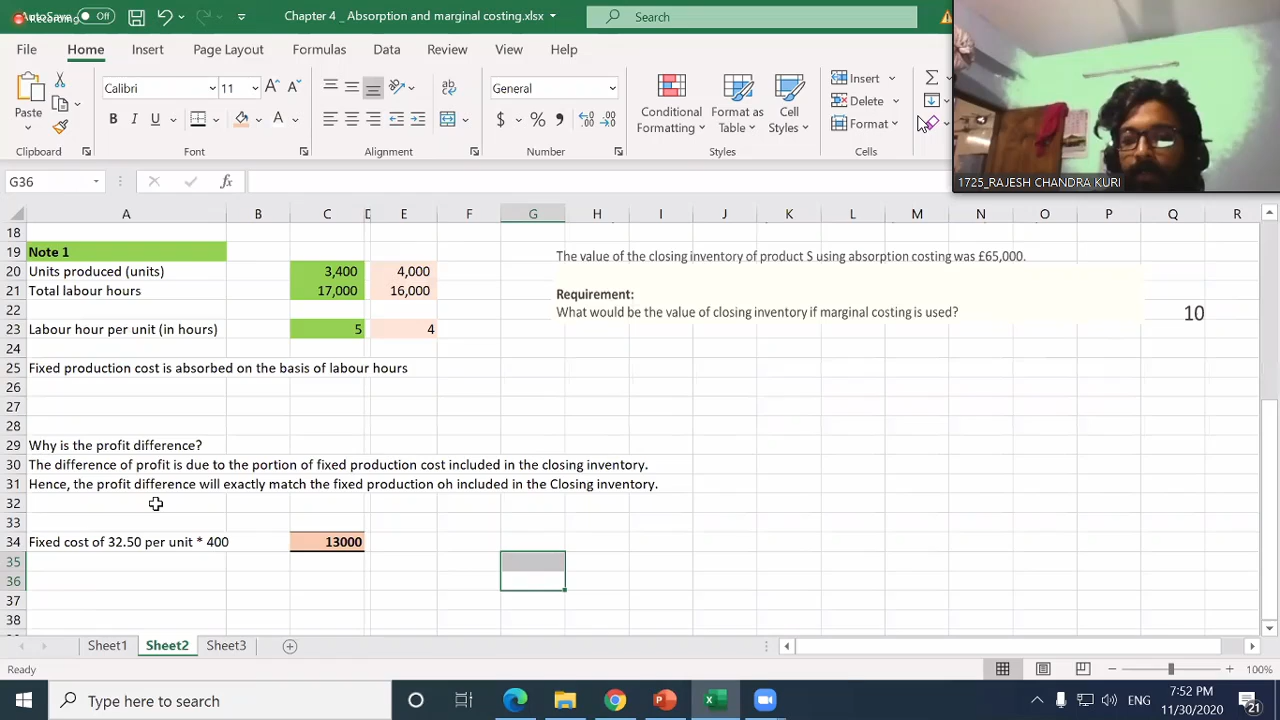 AutoSave Off
Recording
Chapter 4 _ Absorption and marginal costing.xlsx
Search
File Home Insert Page Layout Formulas Data Review View Help
Paste
Calibri 11
B I U
General
$ % ,
Conditional Formatting
Format as Table
Cell Styles
Insert
Delete
Format
Clipboard Font Alignment Number Styles Cells
1725_RAJESH CHANDRA KURI
G36 fx
A B C D E F G H I J K L M N O P Q R
18
19 Note 1 The value of the closing inventory of product S using absorption costing was £65,000.
20 Units produced (units) 3,400 4,000
21 Total labour hours 17,000 16,000 Requirement:
22 What would be the value of closing inventory if marginal costing is used? 10
23 Labour hour per unit (in hours) 5 4
24
25 Fixed production cost is absorbed on the basis of labour hours
26
27
28
29 Why is the profit difference?
30 The difference of profit is due to the portion of fixed production cost included in the closing inventory.
31 Hence, the profit difference will exactly match the fixed production oh included in the Closing inventory.
32
33
34 Fixed cost of 32.50 per unit * 400 13000
35
36
37
38
Sheet1 Sheet2 Sheet3
Ready 100%
Type here to search
ENG 7:52 PM
11/30/2020 21